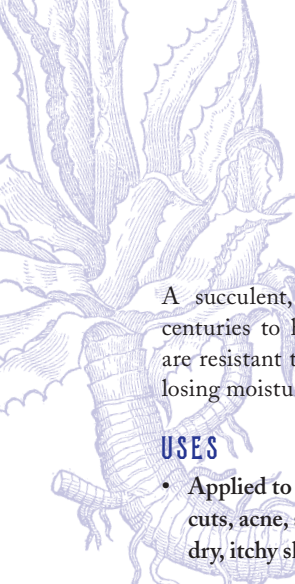 A succulent,
centuries to
are resistant
losing moistu
USES
• Applied to
cuts, acne,
dry, itchy